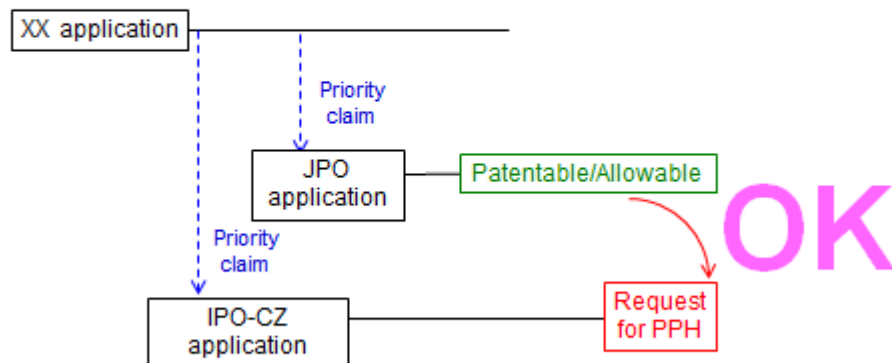 XX application
Priority
claim
JPO
application
Patentable/Allowable
OK
Priority
claim
IPO-CZ
application
Request
for PPH